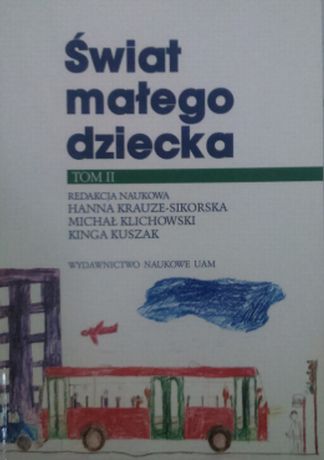 Świat
małego
dziecka
TOM II
REDAKCJA NAUKOWA
HANNA KRAUZE-SIKORSKA
MICHAŁ KLICHOWSKI
KINGA KUSZAK
WYDAWNICTWO NAUKOWE UAM